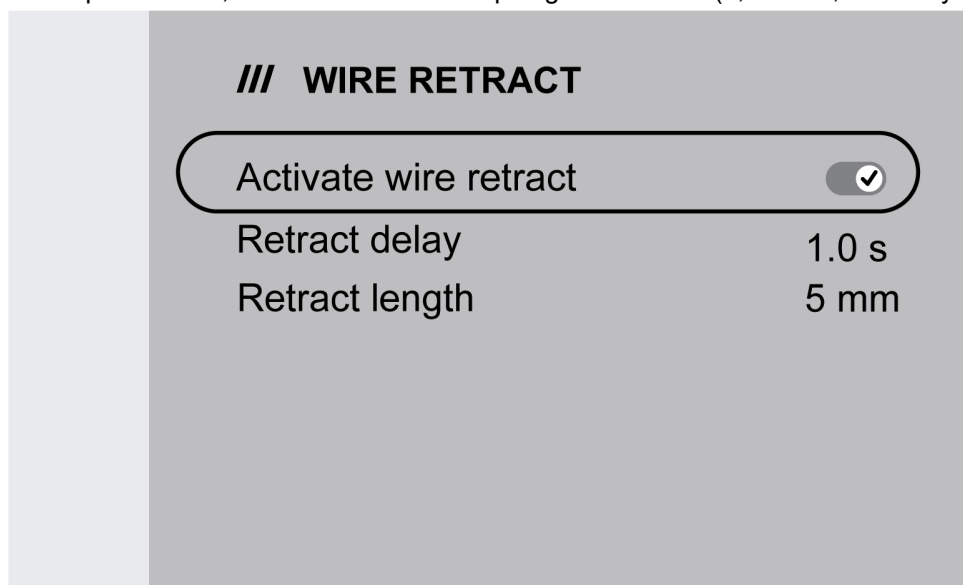 /// WIRE RETRACT
Activate wire retract
Retract delay 1.0 s
Retract length 5 mm